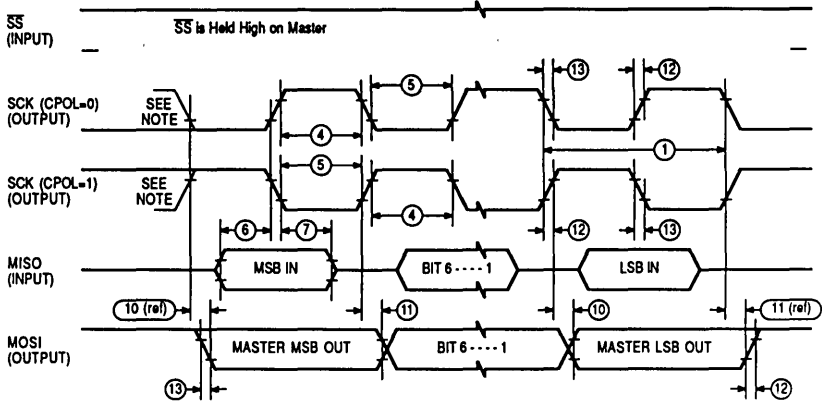 SS
(INPUT)
SS is Held High on Master
SCK (CPOL=0)
(OUTPUT)
SEE
NOTE
5
13
12
4
1
SCK (CPOL=1)
(OUTPUT)
SEE
NOTE
5
4
12
13
6
7
MISO
(INPUT)
MSB IN
BIT 6 - - - - 1
LSB IN
10 (ref)
11
10
11 (ref)
MOSI
(OUTPUT)
MASTER MSB OUT
BIT 6 - - - - 1
MASTER LSB OUT
13
12